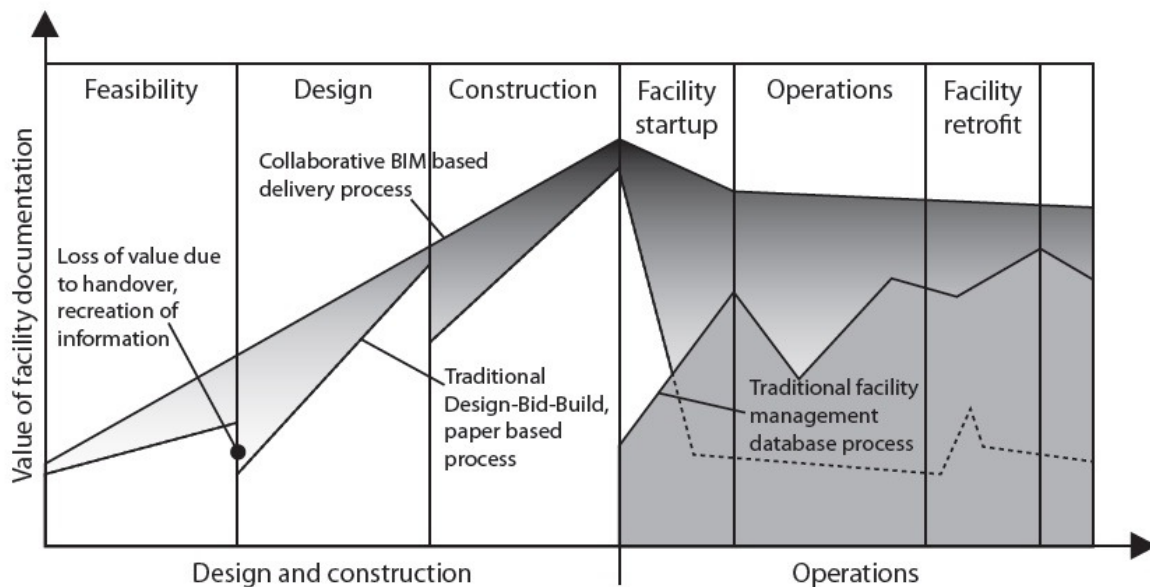 Feasibility
Design
Construction
Facility
startup
Operations
Facility
retrofit
Collaborative BIM based
delivery process
Loss of value due
to handover,
recreation of
information
Traditional
Design-Bid-Build,
paper based
process
Traditional facility
management
database process
Value of facility documentation
Design and construction
Operations